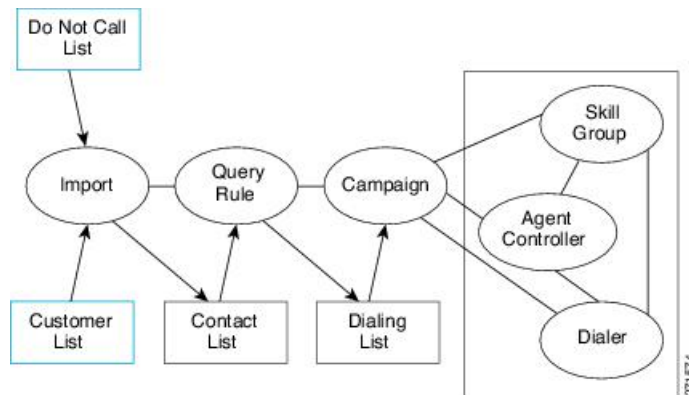 Do Not Call
List
Import
Query
Rule
Campaign
Skill
Group
Agent
Controller
Dialer
Customer
List
Contact
List
Dialing
List